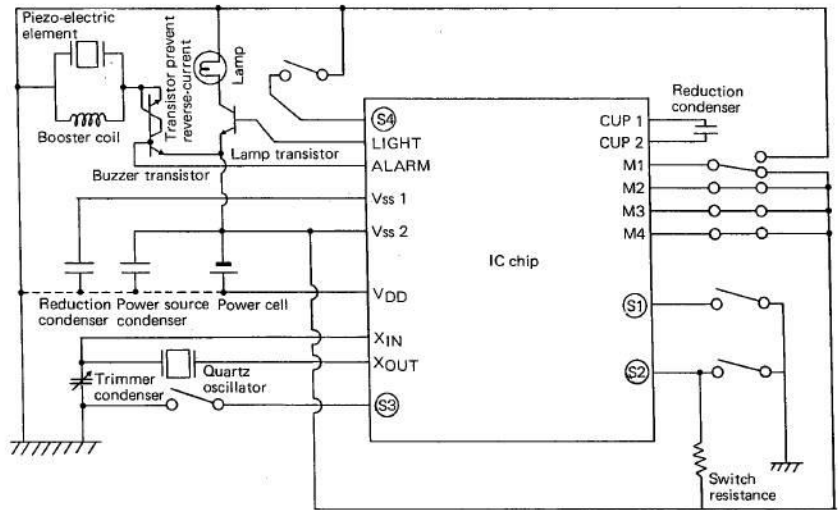 Piezo-electric
element
Booster coil
Transistor prevent
reverse-current
Lamp
Lamp transistor
Buzzer transistor
S4
LIGHT
ALARM
Vss 1
Vss 2
VDD
XIN
XOUT
S3
IC chip
CUP 1
CUP 2
M1
M2
M3
M4
S1
S2
Reduction
condenser
Reduction
condenser
Power source
condenser
Power cell
Trimmer
condenser
Quartz
oscillator
Switch
resistance